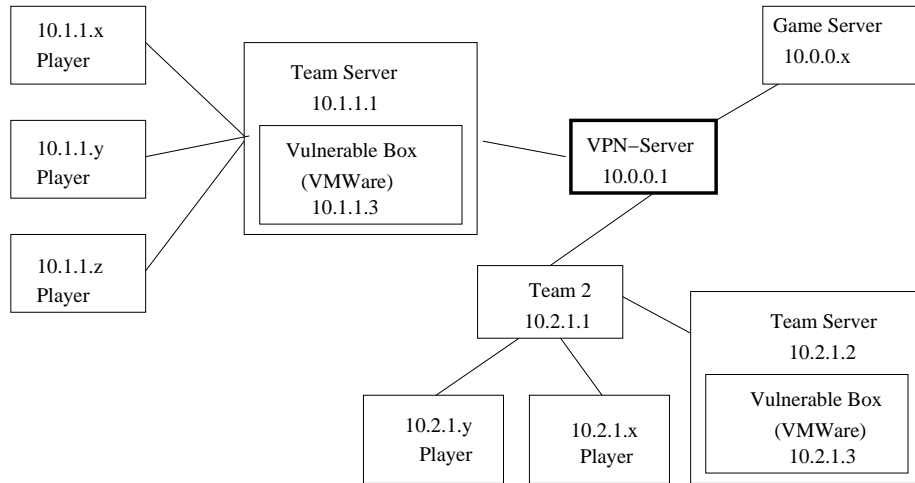 10.1.1.x
Player
10.1.1.y
Player
10.1.1.z
Player
Team Server
10.1.1.1
Vulnerable Box
(VMWare)
10.1.1.3
Game Server
10.0.0.x
VPN−Server
10.0.0.1
Team 2
10.2.1.1
10.2.1.y
Player
10.2.1.x
Player
Team Server
10.2.1.2
Vulnerable Box
(VMWare)
10.2.1.3